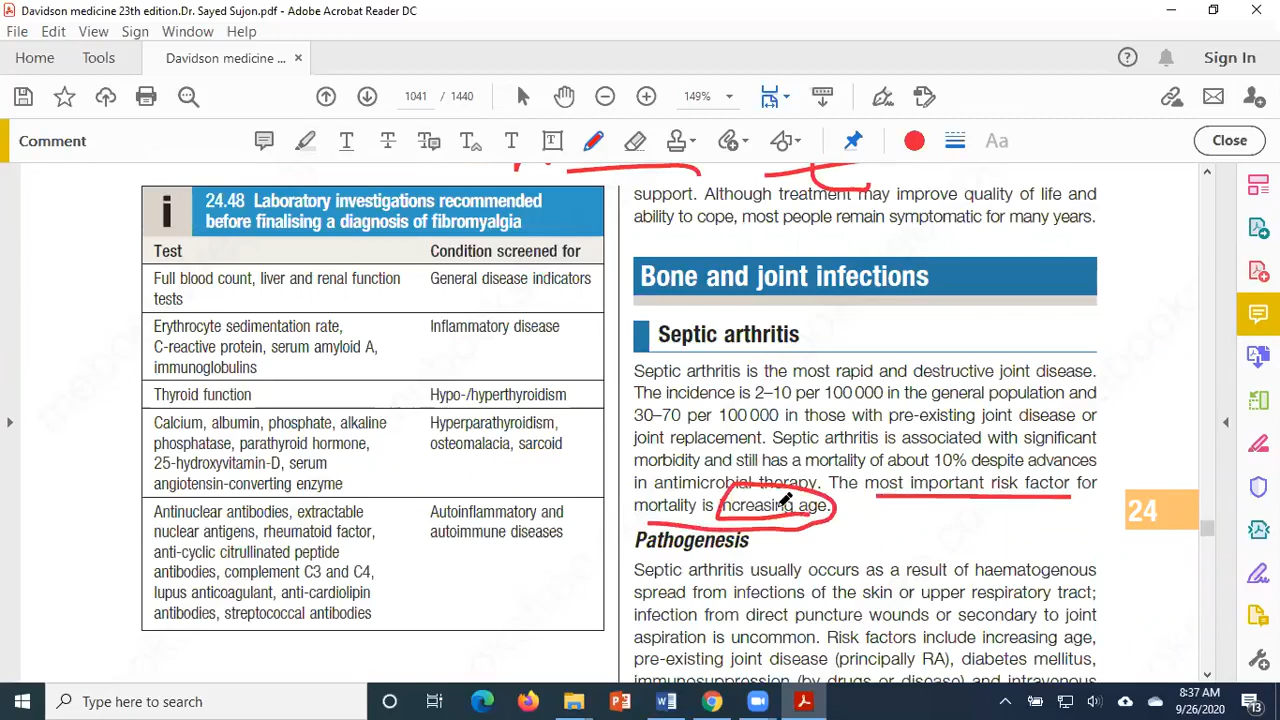 Davidson medicine 23th edition.Dr. Sayed Sujon.pdf - Adobe Acrobat Reader DC
File Edit View Sign Window Help
Home Tools Davidson medicine ... × Sign In
1041 / 1440 149%
Comment Close
24.48 Laboratory investigations recommended
before finalising a diagnosis of fibromyalgia
Test Condition screened for
Full blood count, liver and renal function General disease indicators
tests
Erythrocyte sedimentation rate, Inflammatory disease
C-reactive protein, serum amyloid A,
immunoglobulins
Thyroid function Hypo-/hyperthyroidism
Calcium, albumin, phosphate, alkaline Hyperparathyroidism,
phosphatase, parathyroid hormone, osteomalacia, sarcoid
25-hydroxyvitamin-D, serum
angiotensin-converting enzyme
Antinuclear antibodies, extractable Autoinflammatory and
nuclear antigens, rheumatoid factor, autoimmune diseases
anti-cyclic citrullinated peptide
antibodies, complement C3 and C4,
lupus anticoagulant, anti-cardiolipin
antibodies, streptococcal antibodies
support. Although treatment may improve quality of life and
ability to cope, most people remain symptomatic for many years.
Bone and joint infections
Septic arthritis
Septic arthritis is the most rapid and destructive joint disease.
The incidence is 2–10 per 100 000 in the general population and
30–70 per 100 000 in those with pre-existing joint disease or
joint replacement. Septic arthritis is associated with significant
morbidity and still has a mortality of about 10% despite advances
in antimicrobial therapy. The most important risk factor for
mortality is increasing age.
24
Pathogenesis
Septic arthritis usually occurs as a result of haematogenous
spread from infections of the skin or upper respiratory tract;
infection from direct puncture wounds or secondary to joint
aspiration is uncommon. Risk factors include increasing age,
pre-existing joint disease (principally RA), diabetes mellitus,
immunosuppression (by drugs or disease) and intravenous
Type here to search
8:37 AM
9/26/2020
13